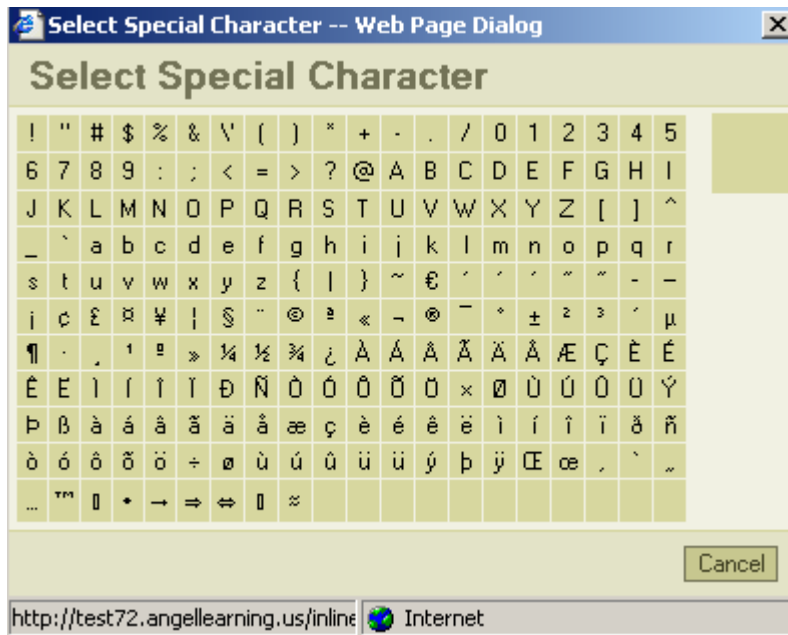 Select Special Character -- Web Page Dialog
Select Special Character
! " # $ % & \' ( ) * + - . / 0 1 2 3 4 5
6 7 8 9 : ; < = > ? @ A B C D E F G H I
J K L M N O P Q R S T U V W X Y Z [ ] ^
_ ` a b c d e f g h i j k l m n o p q r
s t u v w x y z { | } ~ € ˊ ˊ ˊ ˝ ˝ - –
¡ ¢ £ ¤ ¥ ¦ § ¨ © ª « ¬ ® ¯ ° ± ² ³ ´ µ
¶ · ¸ ¹ º » ¼ ½ ¾ ¿ À Á Â Ã Ä Å Æ Ç È É
Ê Ë Ì Í Î Ï Ð Ñ Ò Ó Ô Õ Ö × Ø Ù Ú Û Ü Ý
Þ ß à á â ã ä å æ ç è é ê ë ì í î ï ð ñ
ò ó ô õ ö ÷ ø ù ú û ü ü ý þ ÿ Œ œ ‚ ‛ „
... ™ • → ⇒ ⇔ ≈
Cancel
http://test72.angellearning.us/inline
Internet